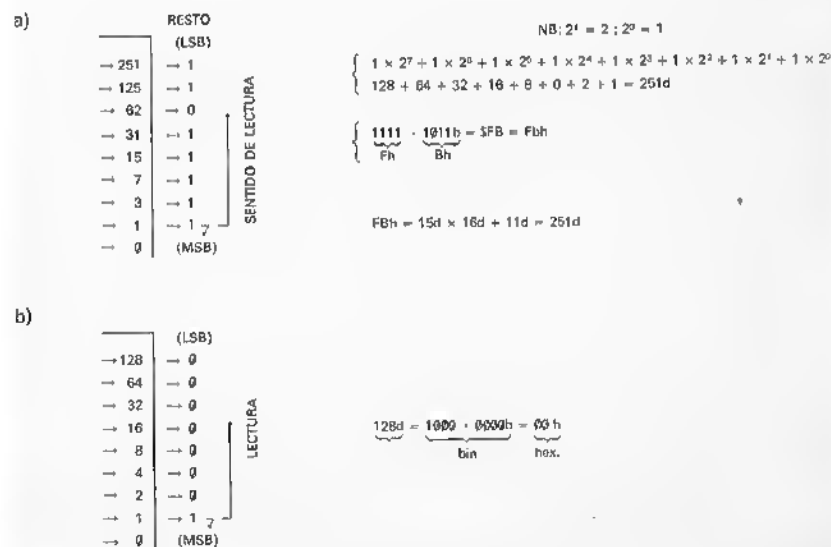 a)
RESTO
(LSB)
→ 251 → 1
→ 125 → 1
→ 62 → 0
→ 31 → 1
→ 15 → 1
→ 7 → 1
→ 3 → 1
→ 1 → 1
→ 0 (MSB)
SENTIDO DE LECTURA
NB: 2¹ = 2 ; 2⁰ = 1
1 × 2⁷ + 1 × 2⁶ + 1 × 2⁵ + 1 × 2⁴ + 1 × 2³ + 1 × 2² + 1 × 2¹ + 1 × 2⁰
128 + 64 + 32 + 16 + 8 + 0 + 2 + 1 = 251d
1111 · 1011b = $FB = Fbh
Fh Bh
FBh = 15d × 16d + 11d = 251d
b)
(LSB)
→ 128 → 0
→ 64 → 0
→ 32 → 0
→ 16 → 0
→ 8 → 0
→ 4 → 0
→ 2 → 0
→ 1 → 1
→ 0 (MSB)
LECTURA
128d = 1000 · 0000b =
bin hex.